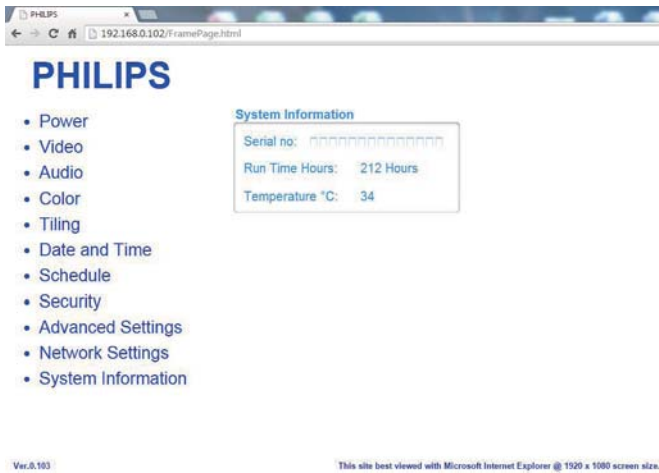 PHILIPS
192.168.0.102/FramePage.html
PHILIPS
• Power
• Video
• Audio
• Color
• Tiling
• Date and Time
• Schedule
• Security
• Advanced Settings
• Network Settings
• System Information
System Information
Serial no:
Run Time Hours: 212 Hours
Temperature °C: 34
Ver.0.103
This site best viewed with Microsoft Internet Explorer @ 1920 x 1080 screen size.